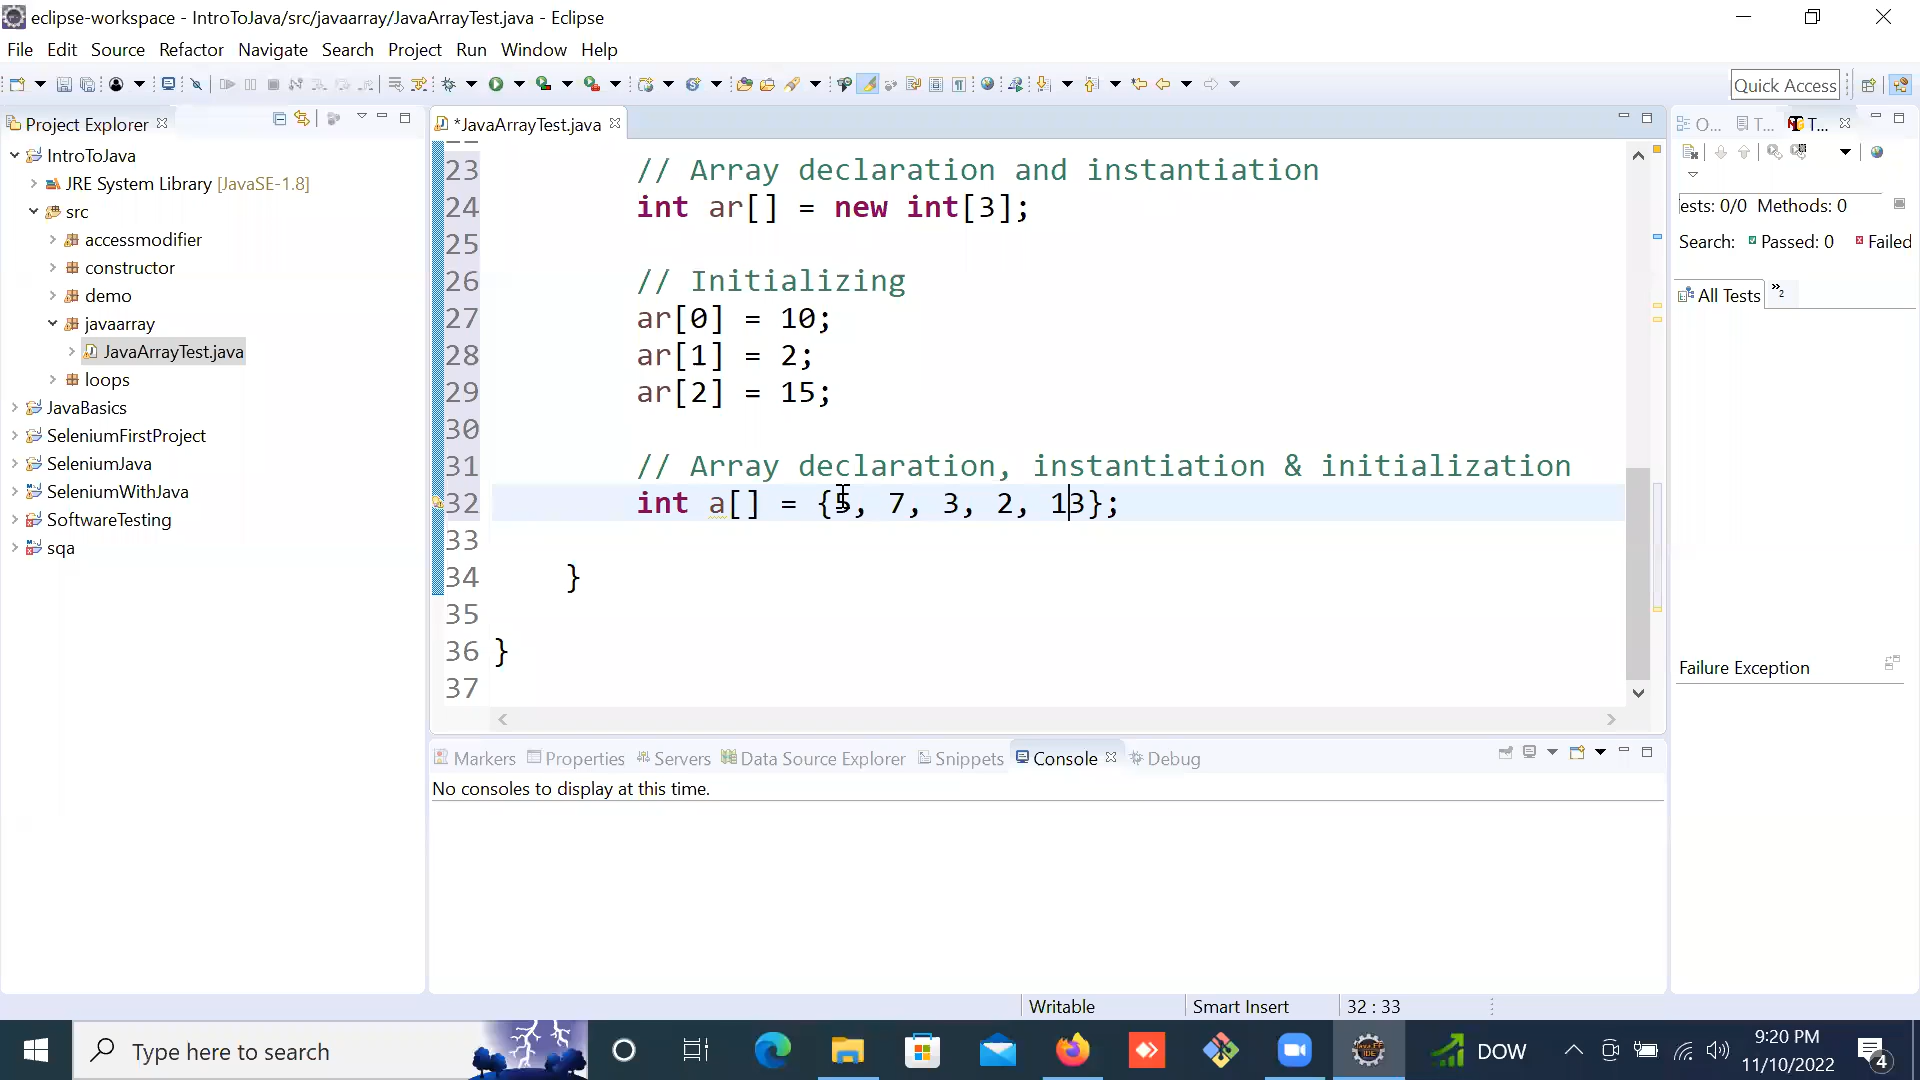 eclipse-workspace - IntroToJava/src/javaarray/JavaArrayTest.java - Eclipse
File Edit Source Refactor Navigate Search Project Run Window Help
Quick Access
Project Explorer
*JavaArrayTest.java
O...
T...
T...
IntroToJava
JRE System Library [JavaSE-1.8]
src
accessmodifier
constructor
demo
javaarray
JavaArrayTest.java
loops
JavaBasics
SeleniumFirstProject
SeleniumJava
SeleniumWithJava
SoftwareTesting
sqa
23 // Array declaration and instantiation
24 int ar[] = new int[3];
25
26 // Initializing
27 ar[0] = 10;
28 ar[1] = 2;
29 ar[2] = 15;
30
31 // Array declaration, instantiation & initialization
32 int a[] = {5, 7, 3, 2, 13};
33
34 }
35
36 }
37
ests: 0/0 Methods: 0
Search: Passed: 0 Failed
All Tests
»2
Failure Exception
Markers Properties Servers Data Source Explorer Snippets Console Debug
No consoles to display at this time.
Writable Smart Insert 32 : 33
Type here to search
DOW
9:20 PM
11/10/2022
4